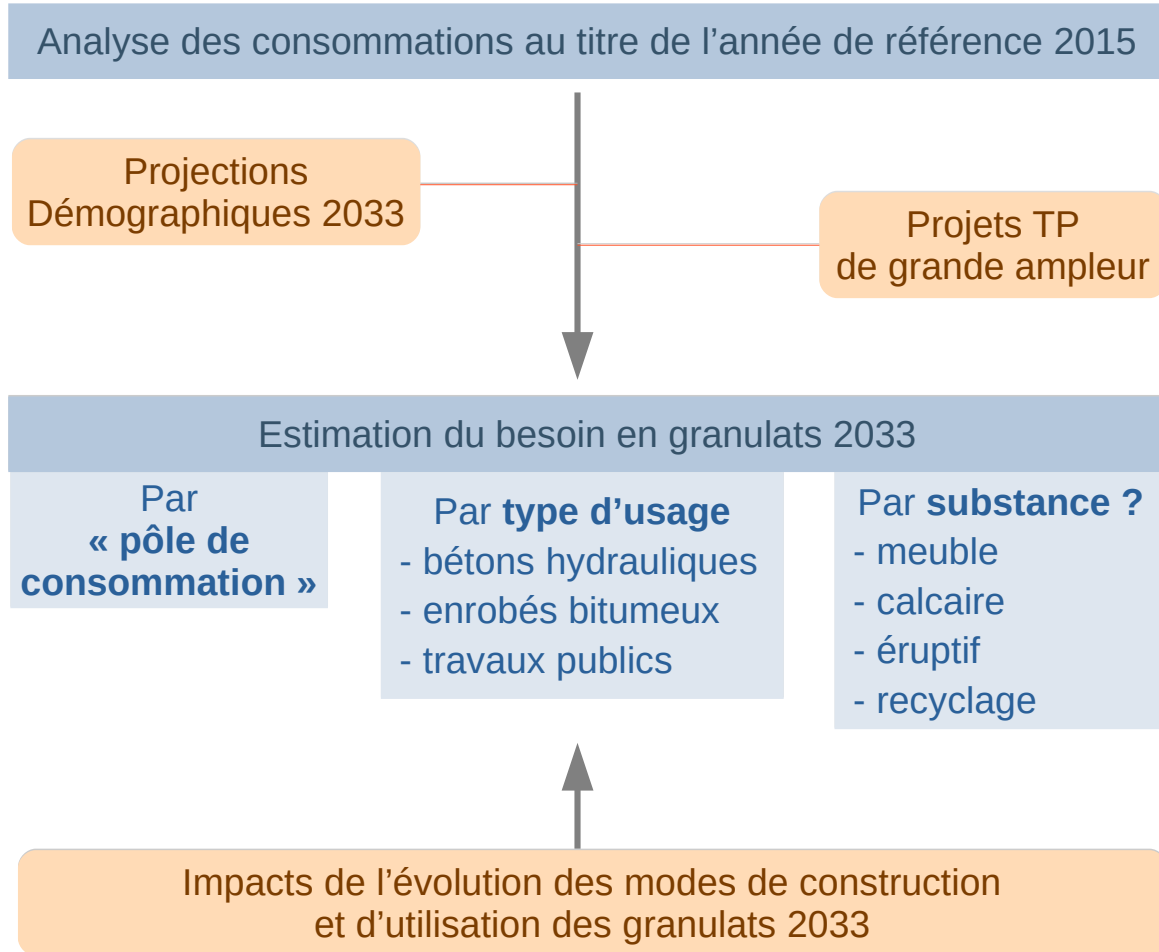 Analyse des consommations au titre de l’année de référence 2015
Projections
Démographiques 2033
Projets TP
de grande ampleur
Estimation du besoin en granulats 2033
Par
« pôle de
consommation »
Par type d’usage
- bétons hydrauliques
- enrobés bitumeux
- travaux publics
Par substance ?
- meuble
- calcaire
- éruptif
- recyclage
Impacts de l’évolution des modes de construction
et d’utilisation des granulats 2033